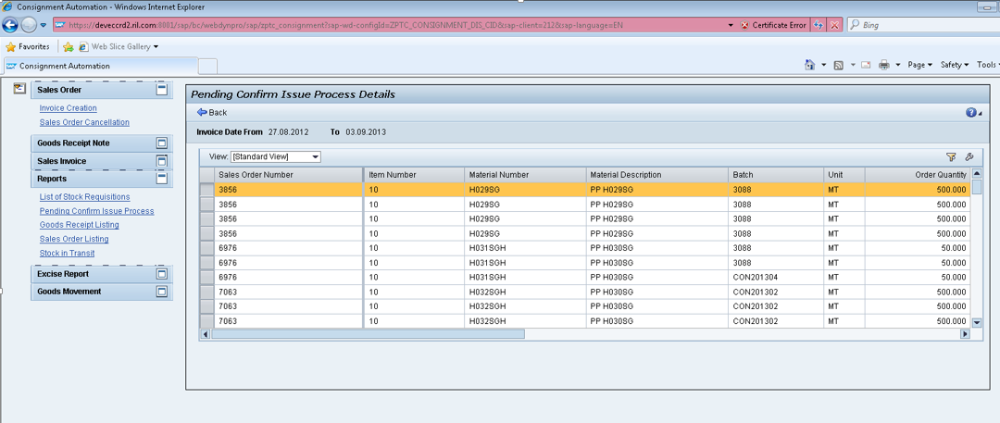 Consignment Automation - Windows Internet Explorer
https://deveccrd2.ril.com:8001/sap/bc/webdynpro/sap/zptc_consignment?sap-wd-configId=ZPTC_CONSIGNMENT_DIS_CID&sap-client=212&sap-language=EN
Certificate Error
Bing
Favorites
Web Slice Gallery
SAP Consignment Automation
Page
Safety
Tools
Sales Order
Invoice Creation
Sales Order Cancellation
Goods Receipt Note
Sales Invoice
Reports
List of Stock Requisitions
Pending Confirm Issue Process
Goods Receipt Listing
Sales Order Listing
Stock in Transit
Excise Report
Goods Movement
Pending Confirm Issue Process Details
Back
Invoice Date From 27.08.2012 To 03.09.2013
View: [Standard View]
Sales Order Number Item Number Material Number Material Description Batch Unit Order Quantity
3856 10 H029SG PP H029SG 3088 MT 500.000
3856 10 H029SG PP H029SG 3088 MT 500.000
3856 10 H029SG PP H029SG 3088 MT 500.000
3856 10 H029SG PP H029SG 3088 MT 500.000
6976 10 H031SGH PP H030SG 3088 MT 50.000
6976 10 H031SGH PP H030SG 3088 MT 50.000
6976 10 H031SGH PP H030SG CON201304 MT 50.000
7063 10 H032SGH PP H030SG CON201302 MT 500.000
7063 10 H032SGH PP H030SG CON201302 MT 500.000
7063 10 H032SGH PP H030SG CON201302 MT 500.000